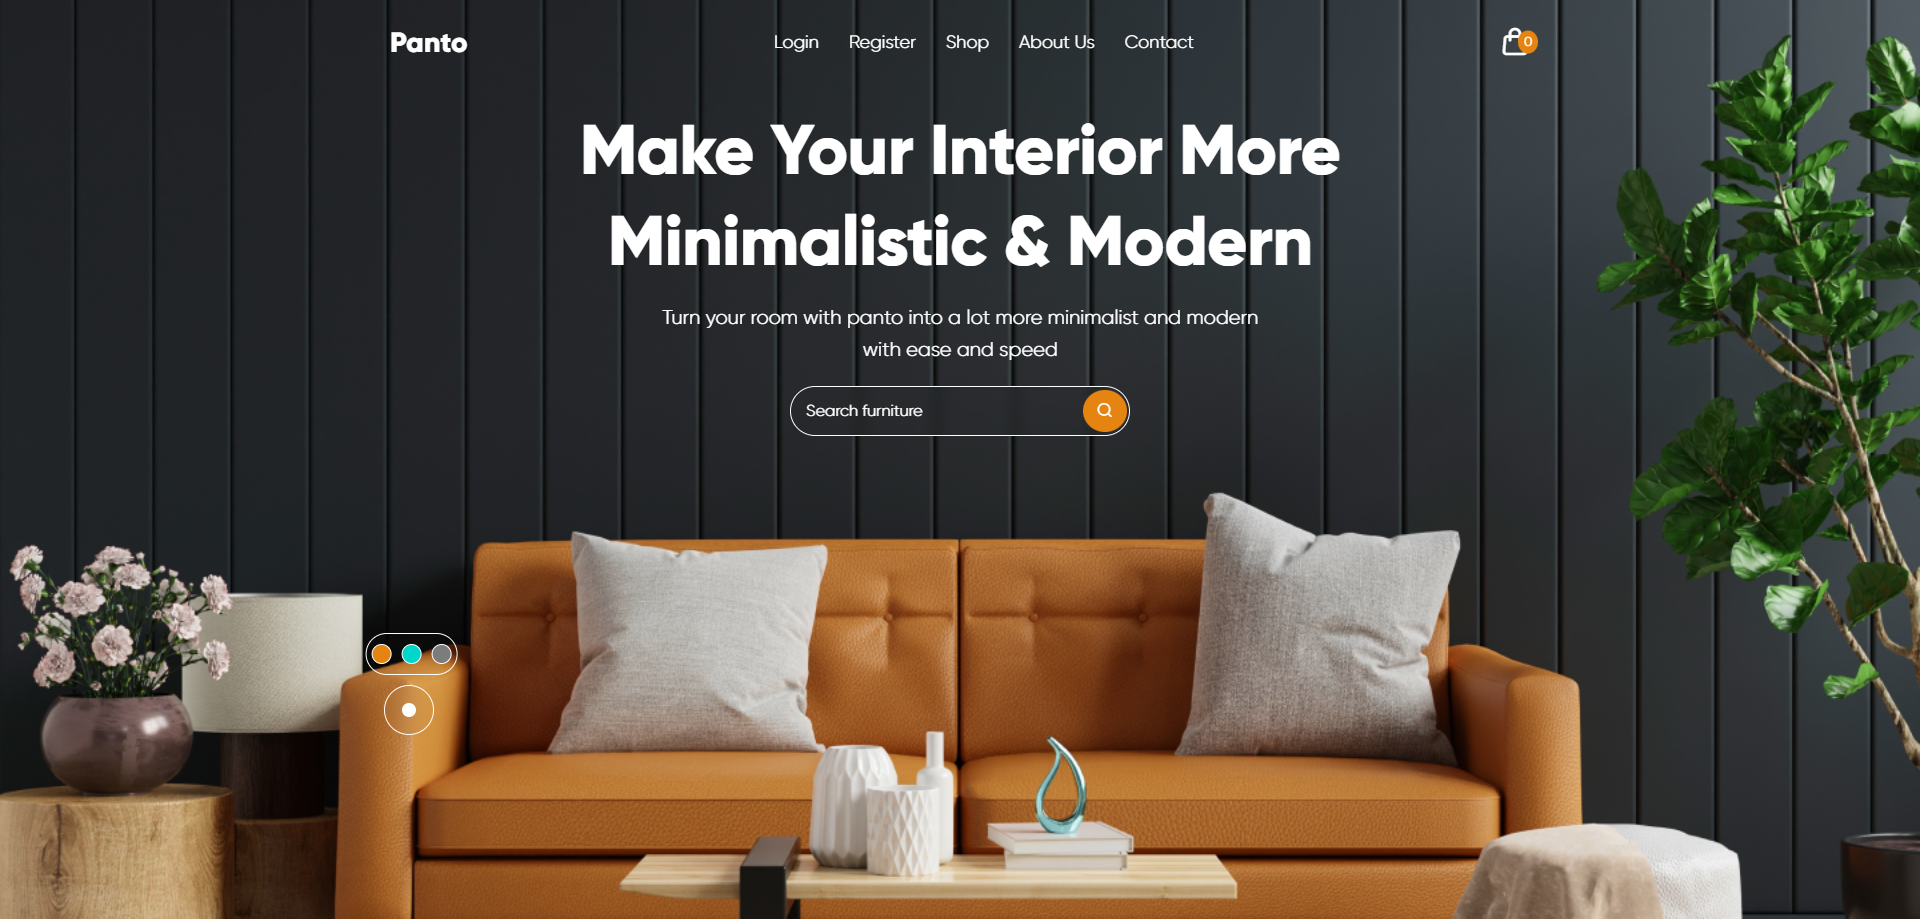 Panto
Login Register Shop About Us Contact
0
Make Your Interior More
Minimalistic & Modern
Turn your room with panto into a lot more minimalist and modern
with ease and speed
Search furniture